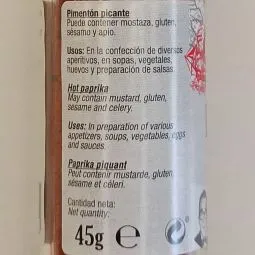 Pimentón picante
Puede contener mostaza, gluten,
sésamo y apio.
Usos: En la confección de diversos
aperitivos, en sopas, vegetales,
huevos y preparación de salsas.
Hot paprika
May contain mustard, gluten,
sesame and celery.
Uses: In preparation of various
appetizers, soups, vegetables, eggs
and sauces.
Paprika piquant
Peut contenir mustarde, gluten,
sésame et céleri.
Cantidad neta:
Net quantity:
45g ℮